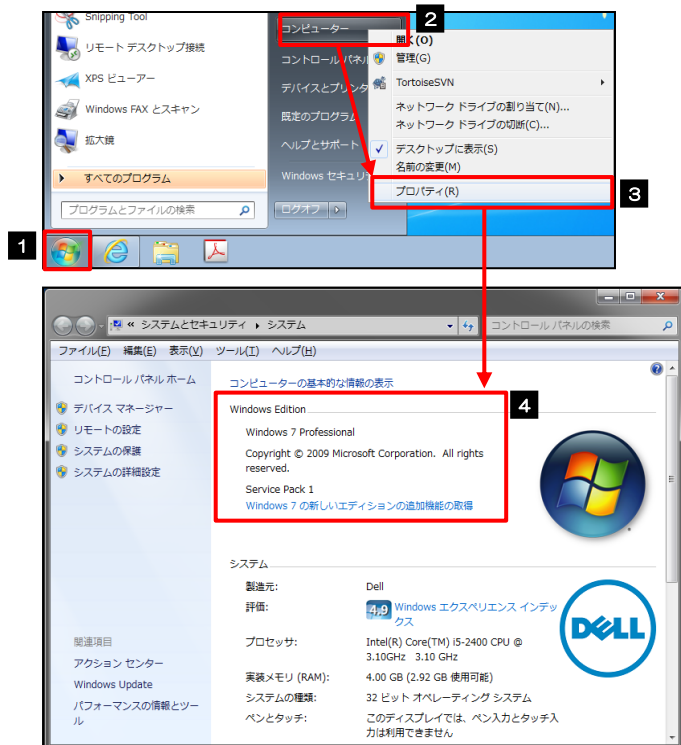 Snipping Tool
リモート デスクトップ接続
XPS ビューアー
Windows FAX とスキャン
拡大鏡
すべてのプログラム
プログラムとファイルの検索
コンピューター
コントロール パネル
デバイスとプリンタ
既定のプログラム
ヘルプとサポート
Windows セキュリ
ログオフ
開く(O)
管理(G)
TortoiseSVN
ネットワーク ドライブの割り当て(N)...
ネットワーク ドライブの切断(C)...
デスクトップに表示(S)
名前の変更(M)
プロパティ(R)
1
2
3
« システムとセキュリティ
システム
コントロール パネルの検索
ファイル(F) 編集(E) 表示(V) ツール(T) ヘルプ(H)
コントロール パネル ホーム
デバイス マネージャー
リモートの設定
システムの保護
システムの詳細設定
関連項目
アクション センター
Windows Update
パフォーマンスの情報とツー
ル
コンピューターの基本的な情報の表示
4
Windows Edition
Windows 7 Professional
Copyright © 2009 Microsoft Corporation. All rights
reserved.
Service Pack 1
Windows 7 の新しいエディションの追加機能の取得
システム
製造元: Dell
評価: 4.9 Windows エクスペリエンス インデッ
クス
プロセッサ: Intel(R) Core(TM) i5-2400 CPU @
3.10GHz 3.10 GHz
実装メモリ (RAM): 4.00 GB (2.92 GB 使用可能)
システムの種類: 32 ビット オペレーティング システム
ペンとタッチ: このディスプレイでは、ペン入力とタッチ入
力は利用できません
DELL